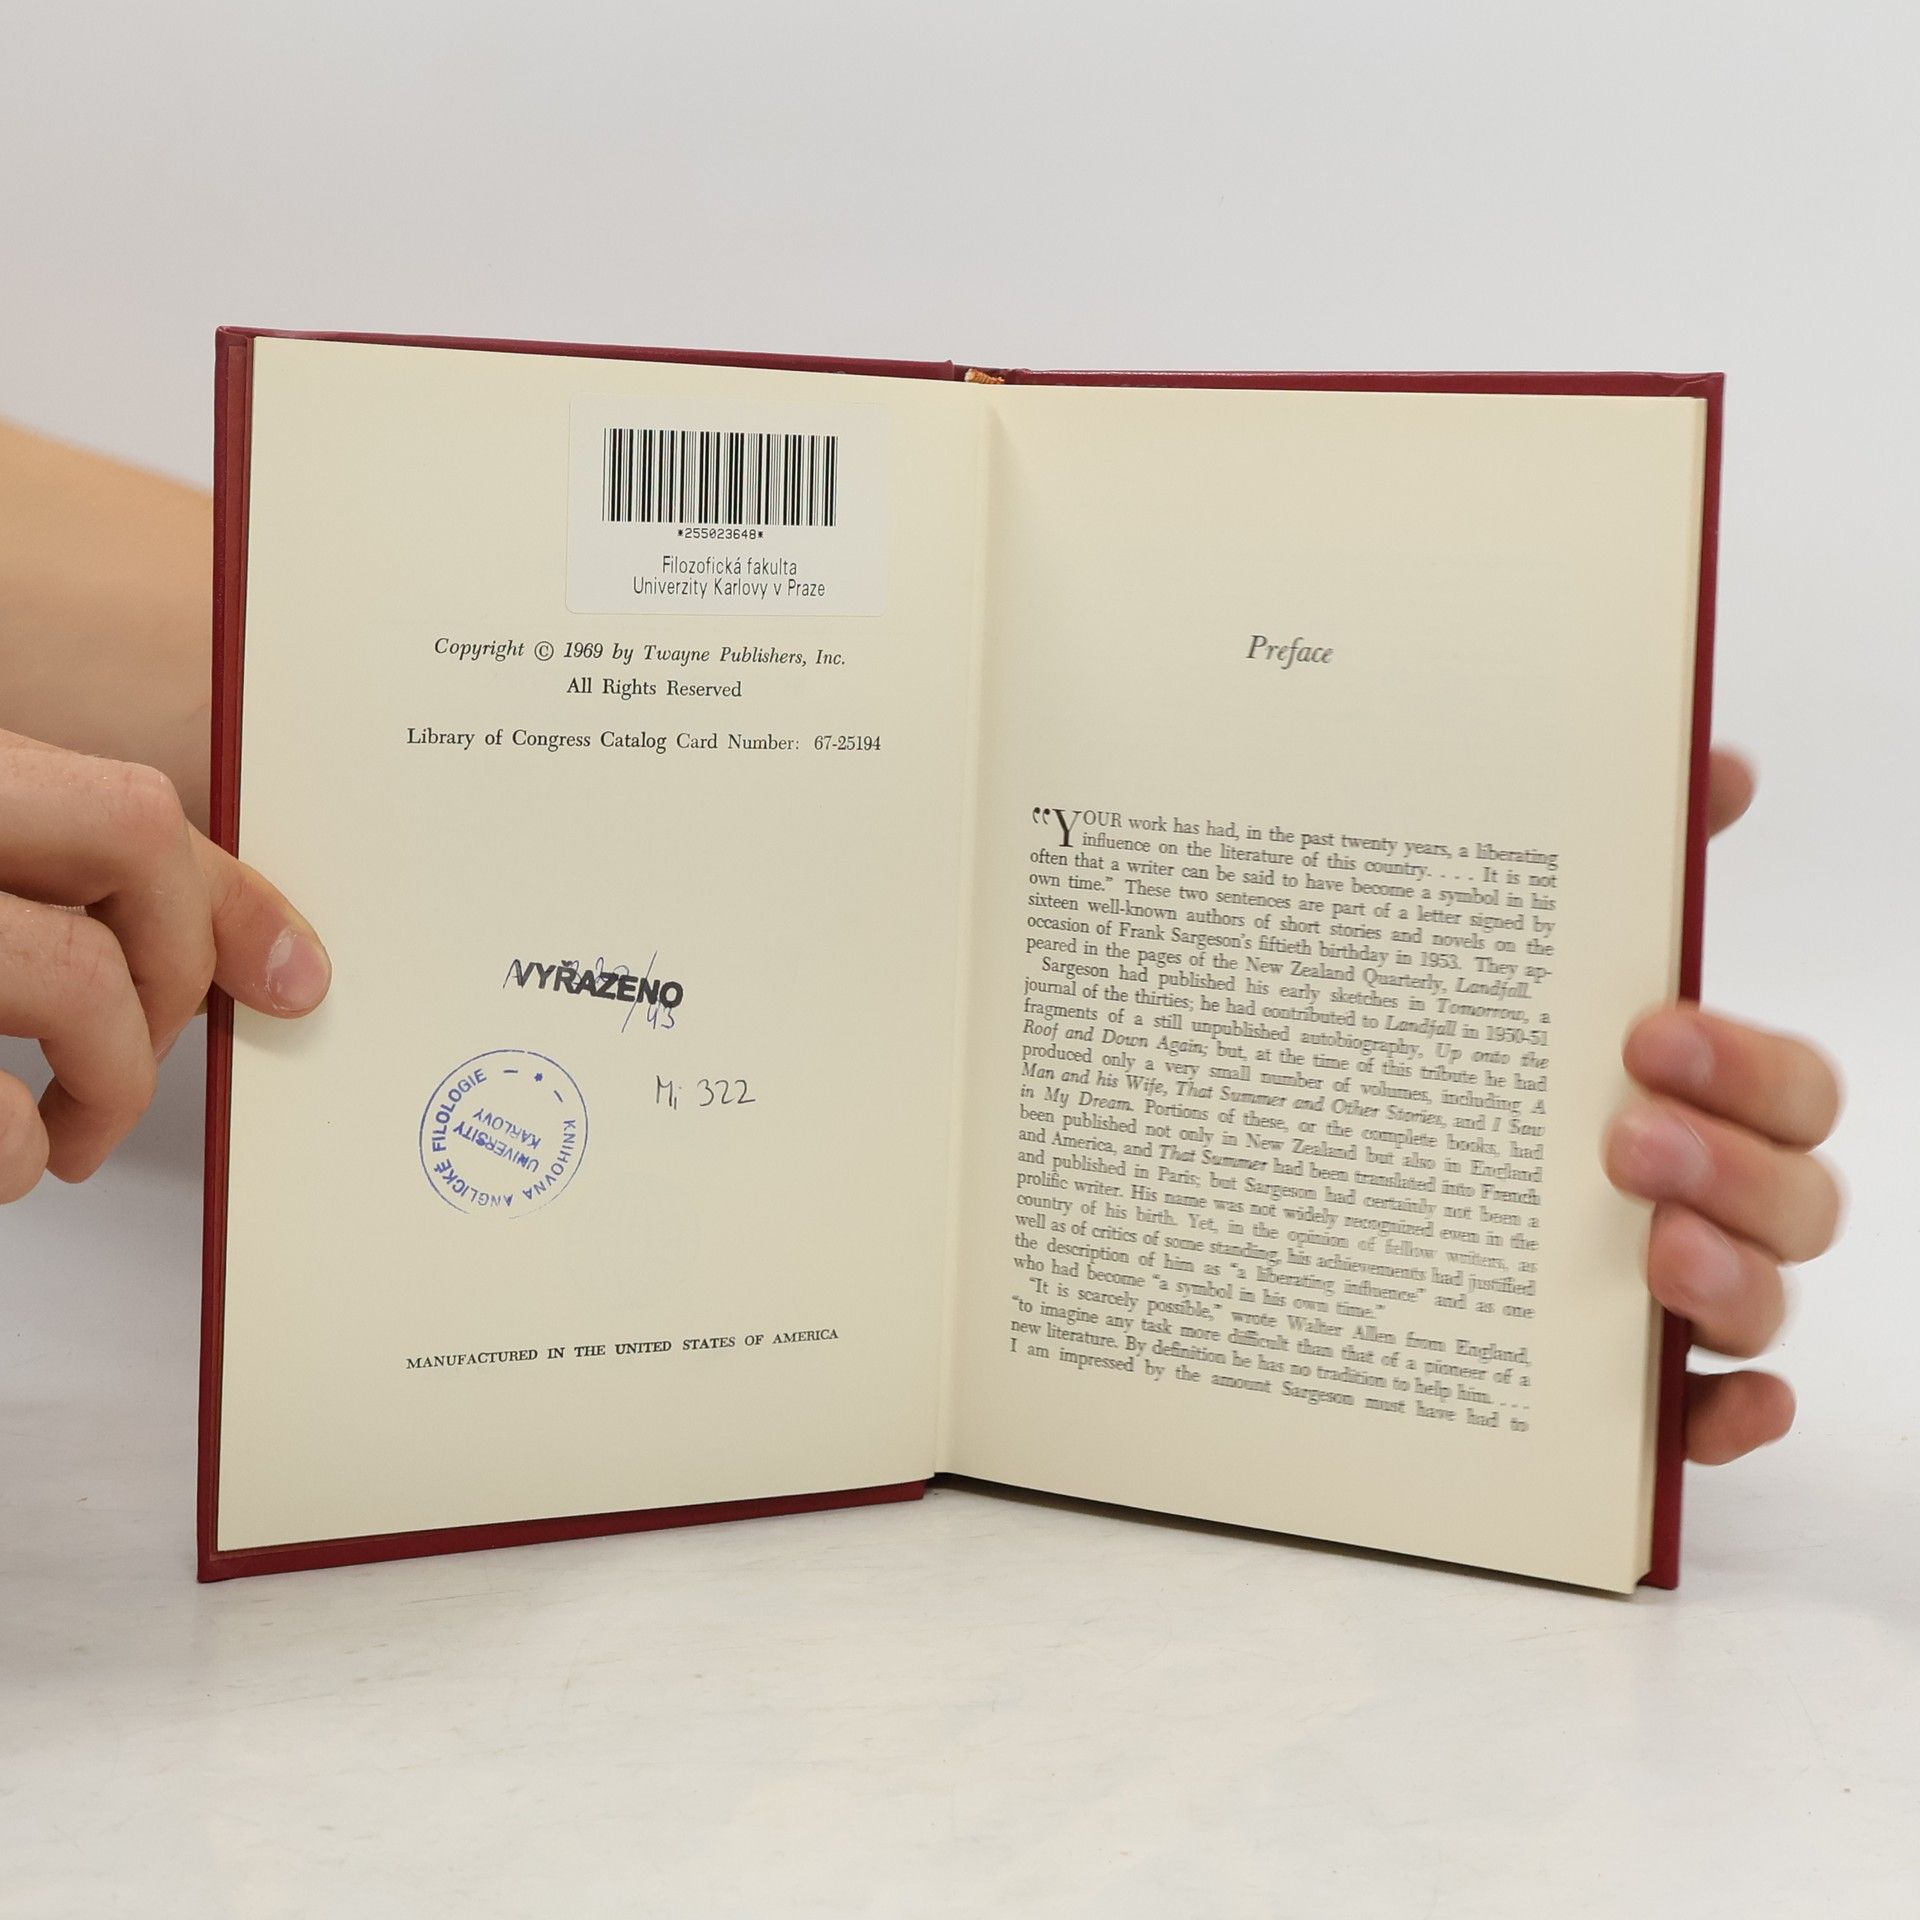 *255023648*
Filozofická fakulta
Univerzity Karlovy v Praze
Copyright © 1969 by Twayne Publishers, Inc.
All Rights Reserved
Library of Congress Catalog Card Number: 67-25194
VYŘAZENO
/43
Mi 322
KNIHOVNA ANGLICKÉ FILOLOGIE
UNIVERSITY
KARLOVY
MANUFACTURED IN THE UNITED STATES OF AMERICA
Preface
“YOUR work has had, in the past twenty years, a liberating
influence on the literature of this country. . . . It is not
often that a writer can be said to have become a symbol in his
own time.” These two sentences are part of a letter signed by
sixteen well-known authors of short stories and novels on the
occasion of Frank Sargeson’s fiftieth birthday in 1953. They ap-
peared in the pages of the New Zealand Quarterly, Landfall.
Sargeson had published his early sketches in Tomorrow, a
journal of the thirties; he had contributed to Landfall in 1950-51
fragments of a still unpublished autobiography, Up onto the
Roof and Down Again; but, at the time of this tribute he had
produced only a very small number of volumes, including A
Man and his Wife, That Summer and Other Stories, and I Saw
in My Dream. Portions of these, or the complete books, had
been published not only in New Zealand but also in England
and America, and That Summer had been translated into French
and published in Paris; but Sargeson had certainly not been a
prolific writer. His name was not widely recognized even in the
country of his birth. Yet, in the opinion of fellow writers, as
well as of critics of some standing, his achievements had justified
the description of him as “a liberating influence” and as one
who had become “a symbol in his own time.”
“It is scarcely possible,” wrote Walter Allen from England,
“to imagine any task more difficult than that of a pioneer of a
new literature. By definition he has no tradition to help him. . . .
I am impressed by the amount Sargeson must have had to